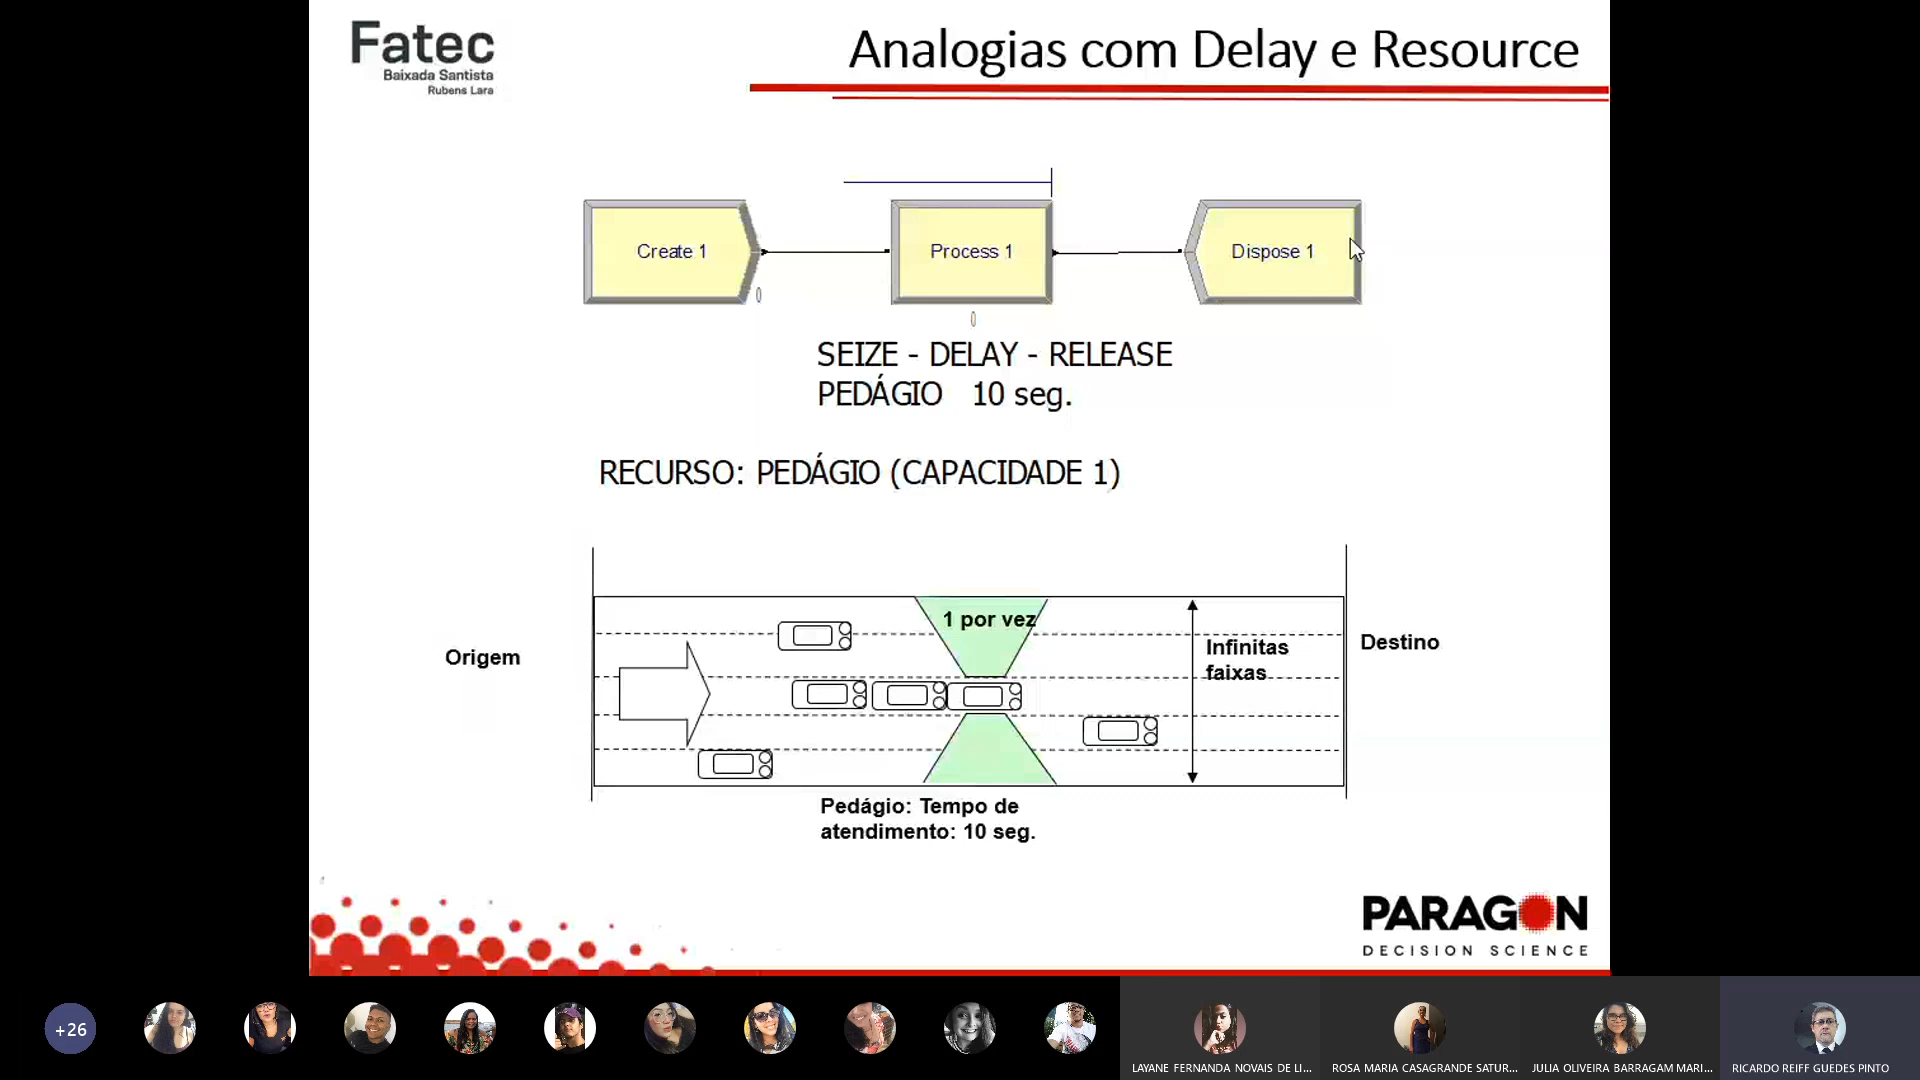 Fatec
Baixada Santista
Rubens Lara
Analogias com Delay e Resource
Create 1
Process 1
Dispose 1
0
0
SEIZE - DELAY - RELEASE
PEDÁGIO 10 seg.
RECURSO: PEDÁGIO (CAPACIDADE 1)
1 por vez
Origem
Infinitas
faixas
Destino
Pedágio: Tempo de
atendimento: 10 seg.
PARAGON
DECISION SCIENCE
+26
LAYANE FERNANDA NOVAIS DE LI...
ROSA MARIA CASAGRANDE SATUR...
JULIA OLIVEIRA BARRAGAM MARI...
RICARDO REIFF GUEDES PINTO